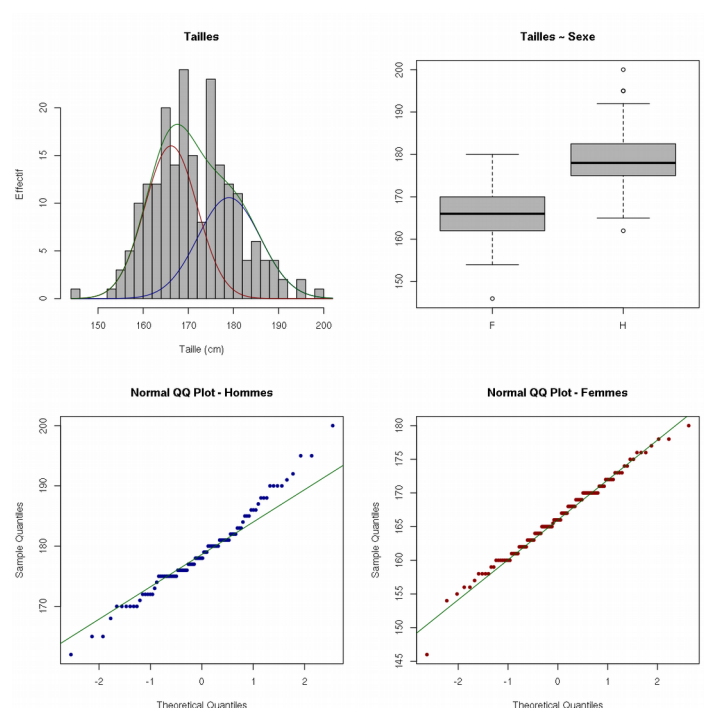 Tailles
Effectif
0 5 10 15 20
150 160 170 180 190 200
Taille (cm)
Tailles ~ Sexe
150 160 170 180 190 200
F H
Normal QQ Plot - Hommes
Sample Quantiles
170 180 190 200
-2 -1 0 1 2
Theoretical Quantiles
Normal QQ Plot - Femmes
Sample Quantiles
145 150 155 160 165 170 175 180
-2 -1 0 1 2
Theoretical Quantiles